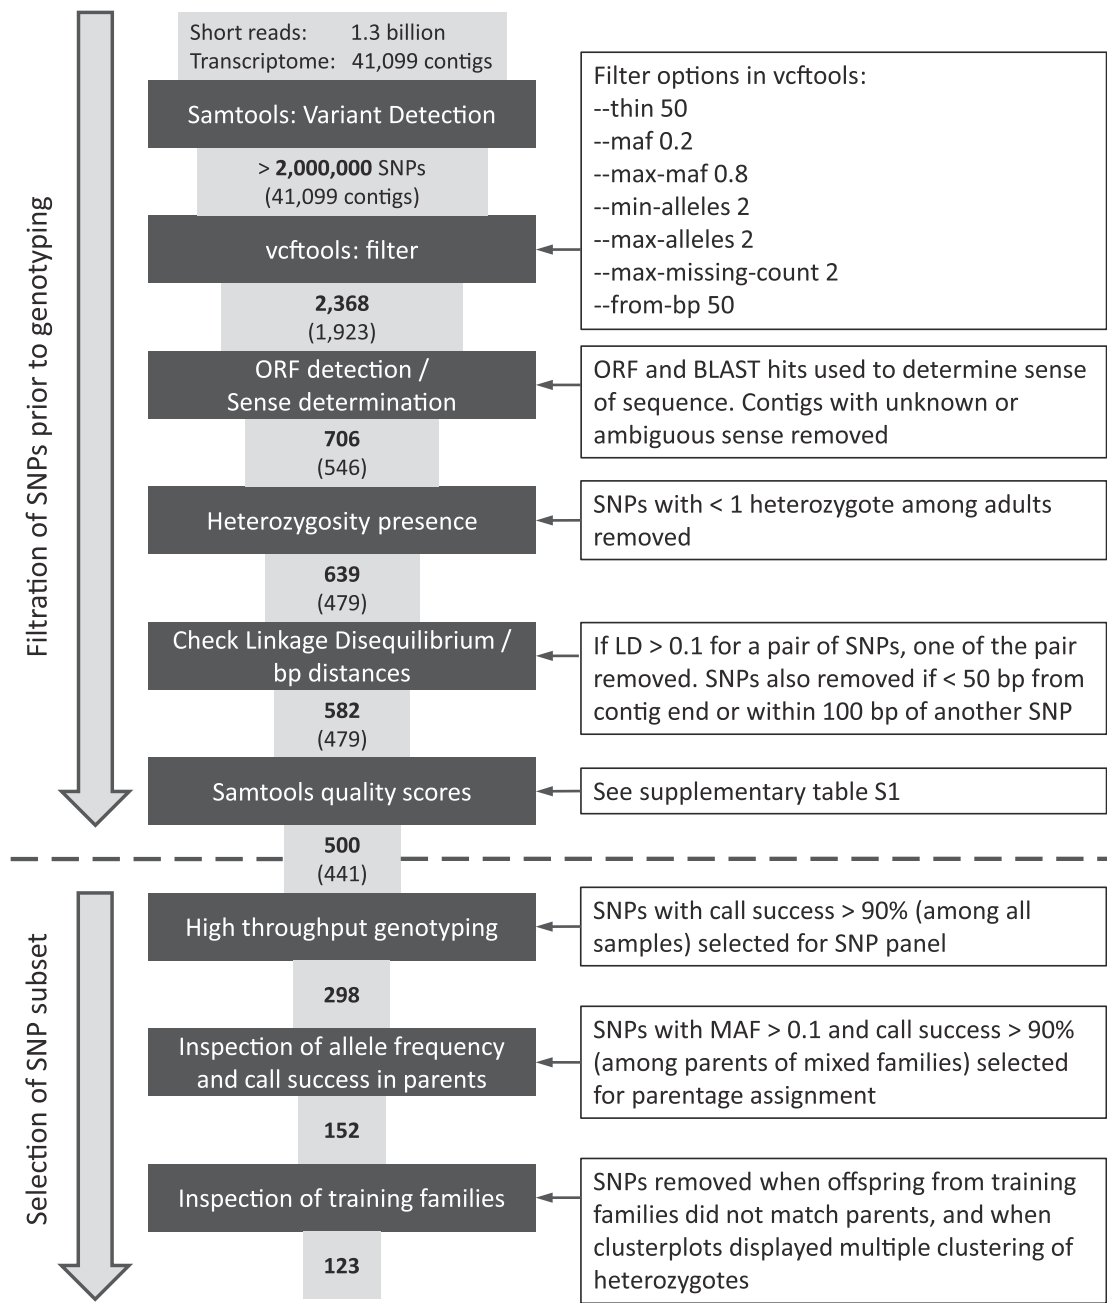 Short reads: 1.3 billion
Transcriptome: 41,099 contigs
Samtools: Variant Detection
> 2,000,000 SNPs
(41,099 contigs)
vcftools: filter
Filter options in vcftools:
--thin 50
--maf 0.2
--max-maf 0.8
--min-alleles 2
--max-alleles 2
--max-missing-count 2
--from-bp 50
2,368
(1,923)
ORF detection /
Sense determination
ORF and BLAST hits used to determine sense
of sequence. Contigs with unknown or
ambiguous sense removed
706
(546)
Heterozygosity presence
SNPs with < 1 heterozygote among adults
removed
639
(479)
Check Linkage Disequilibrium /
bp distances
If LD > 0.1 for a pair of SNPs, one of the pair
removed. SNPs also removed if < 50 bp from
contig end or within 100 bp of another SNP
582
(479)
Samtools quality scores
See supplementary table S1
Filtration of SNPs prior to genotyping
500
(441)
High throughput genotyping
SNPs with call success > 90% (among all
samples) selected for SNP panel
298
Inspection of allele frequency
and call success in parents
SNPs with MAF > 0.1 and call success > 90%
(among parents of mixed families) selected
for parentage assignment
152
Inspection of training families
SNPs removed when offspring from training
families did not match parents, and when
clusterplots displayed multiple clustering of
heterozygotes
123
Selection of SNP subset